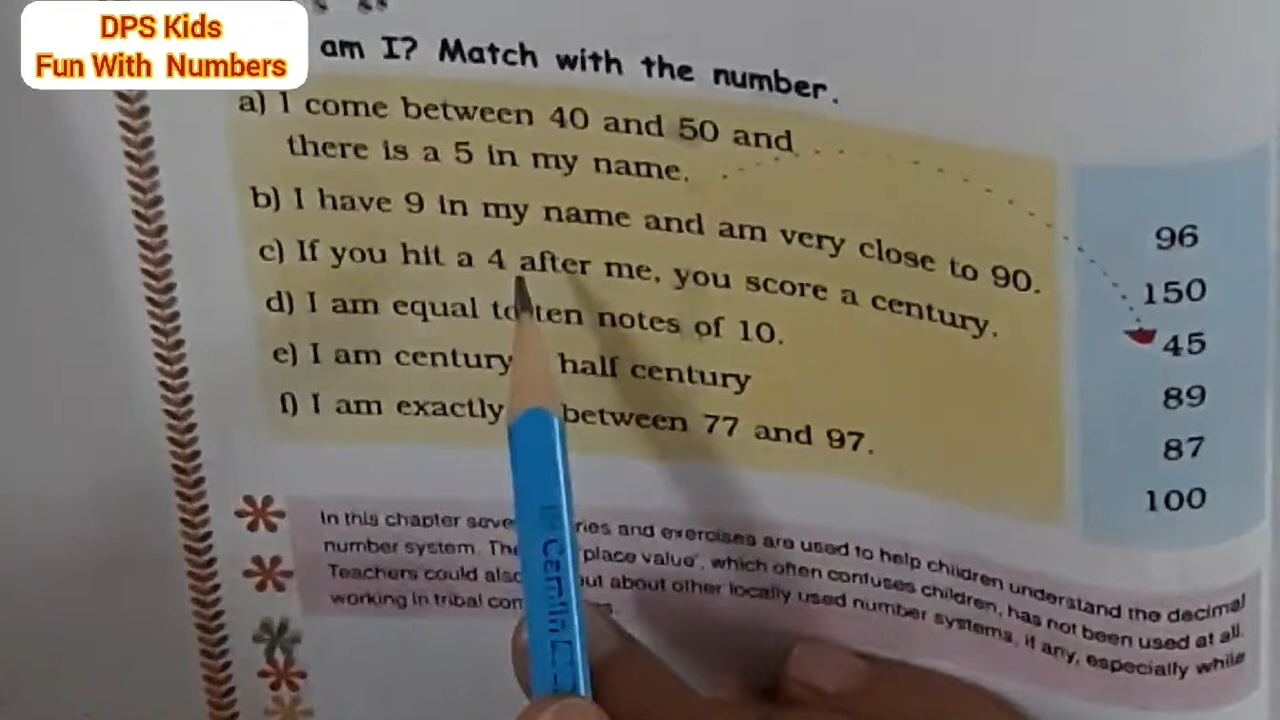 DPS Kids
Fun With Numbers
am I? Match with the number.
a) I come between 40 and 50 and
there is a 5 in my name.
b) I have 9 in my name and am very close to 90.
c) If you hit a 4 after me, you score a century.
d) I am equal to ten notes of 10.
e) I am century half century
f) I am exactly between 77 and 97.
96
150
45
89
87
100
In this chapter and exercises are used to help children understand the decimal
number system. 'place value', which often confuses children, has not been used at all.
Teachers could also about other locally used number systems, if any, especially while
working in tribal
Camlin